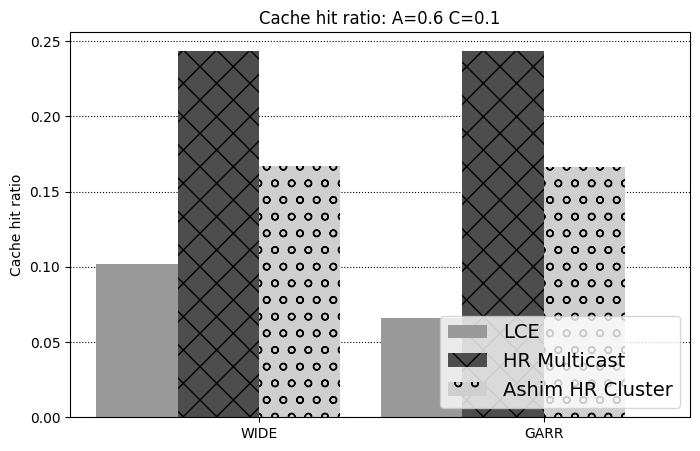 Cache hit ratio: A=0.6 C=0.1
Cache hit ratio
0.25
0.20
0.15
0.10
0.05
0.00
WIDE
GARR
LCE
HR Multicast
Ashim HR Cluster